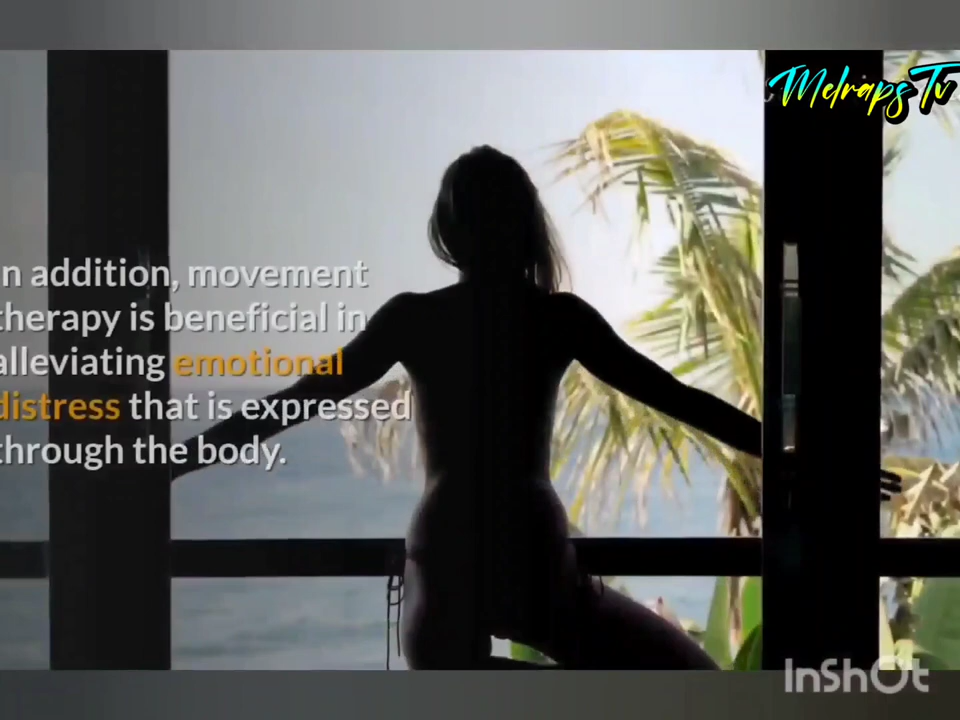 Melraps Tv
n addition, movement
therapy is beneficial in
alleviating emotional
distress that is expressed
through the body.
InShOt